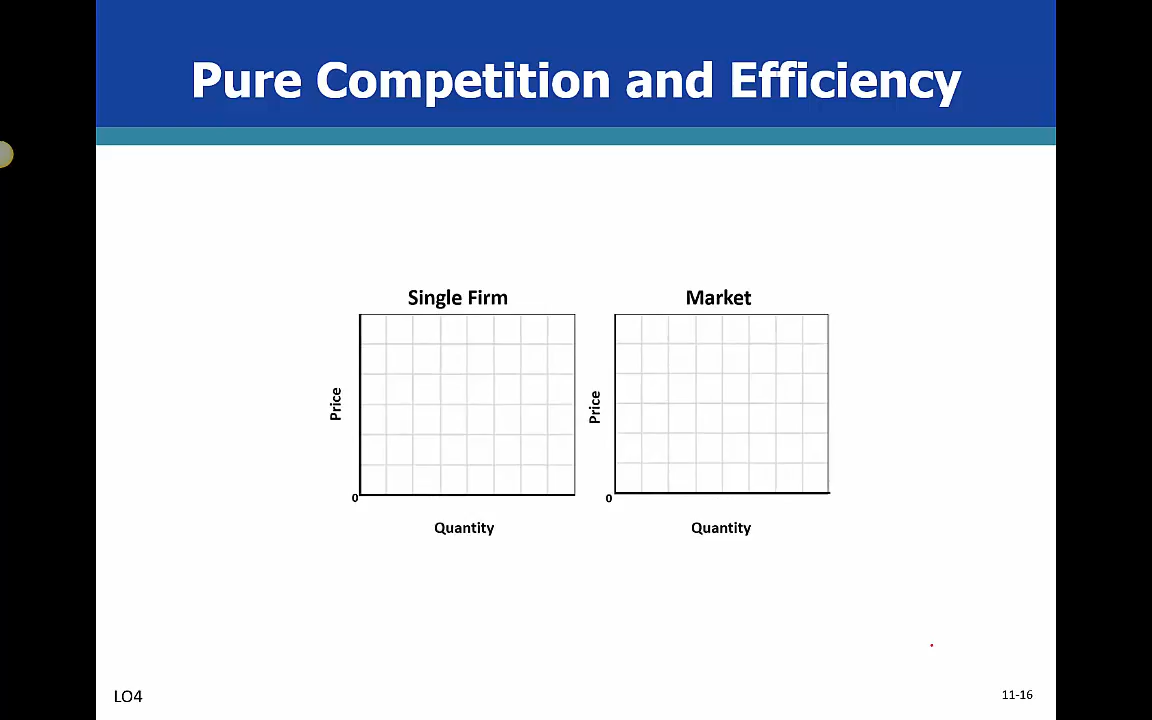 Pure Competition and Efficiency
Single Firm
Market
Price
Price
0
0
Quantity
Quantity
LO4
11-16